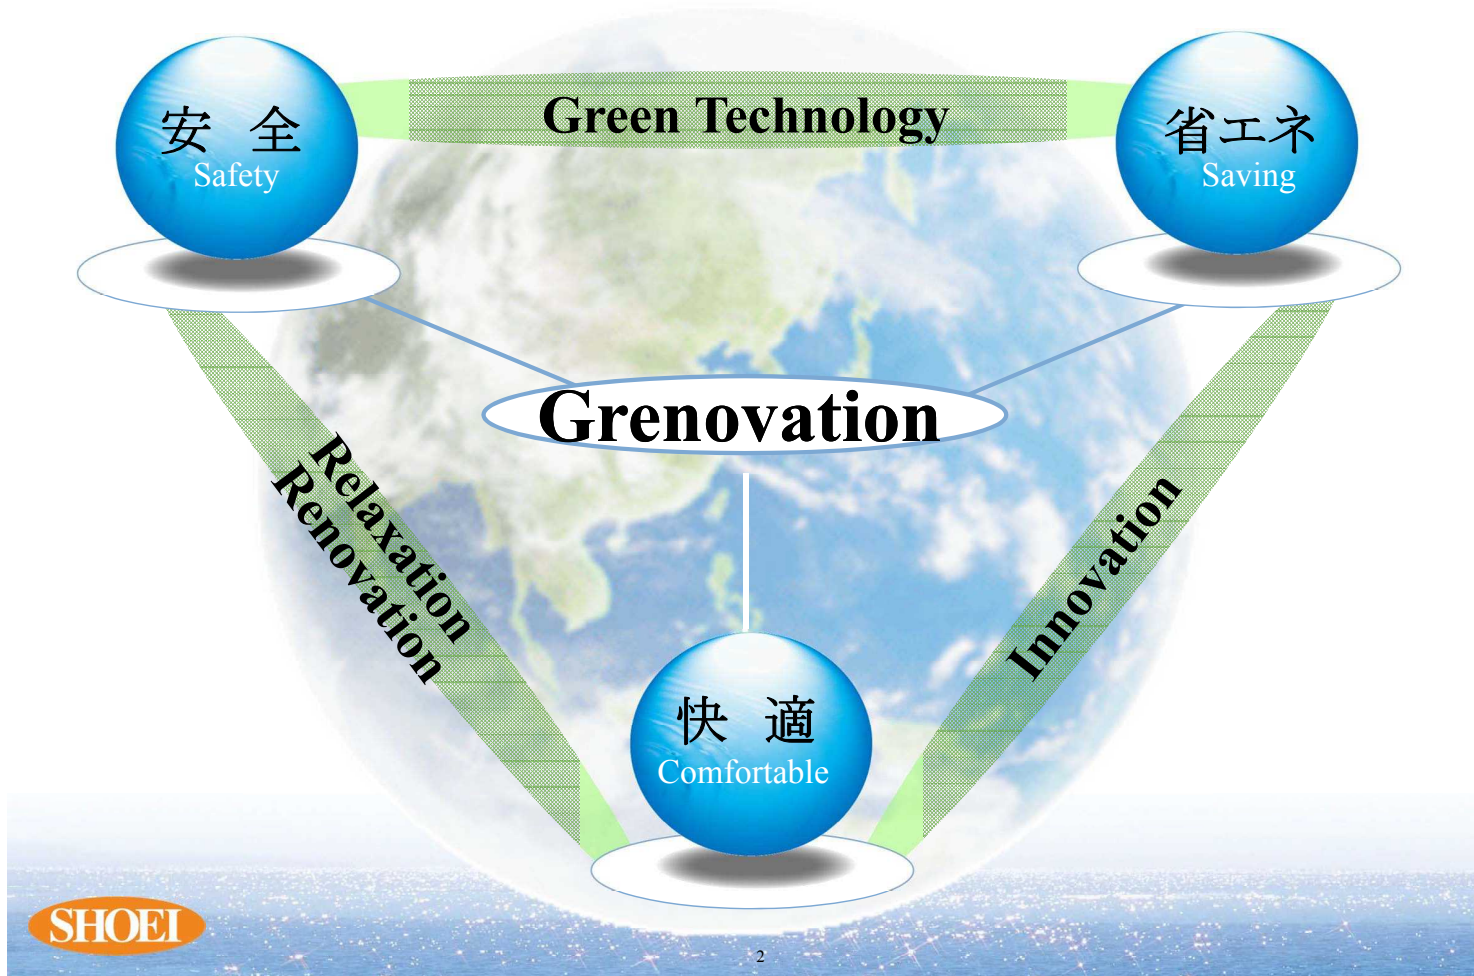 安 全
Safety
Green Technology
省エネ
Saving
Grenovation
Relaxation
Renovation
Innovation
快 適
Comfortable
SHOEI
2